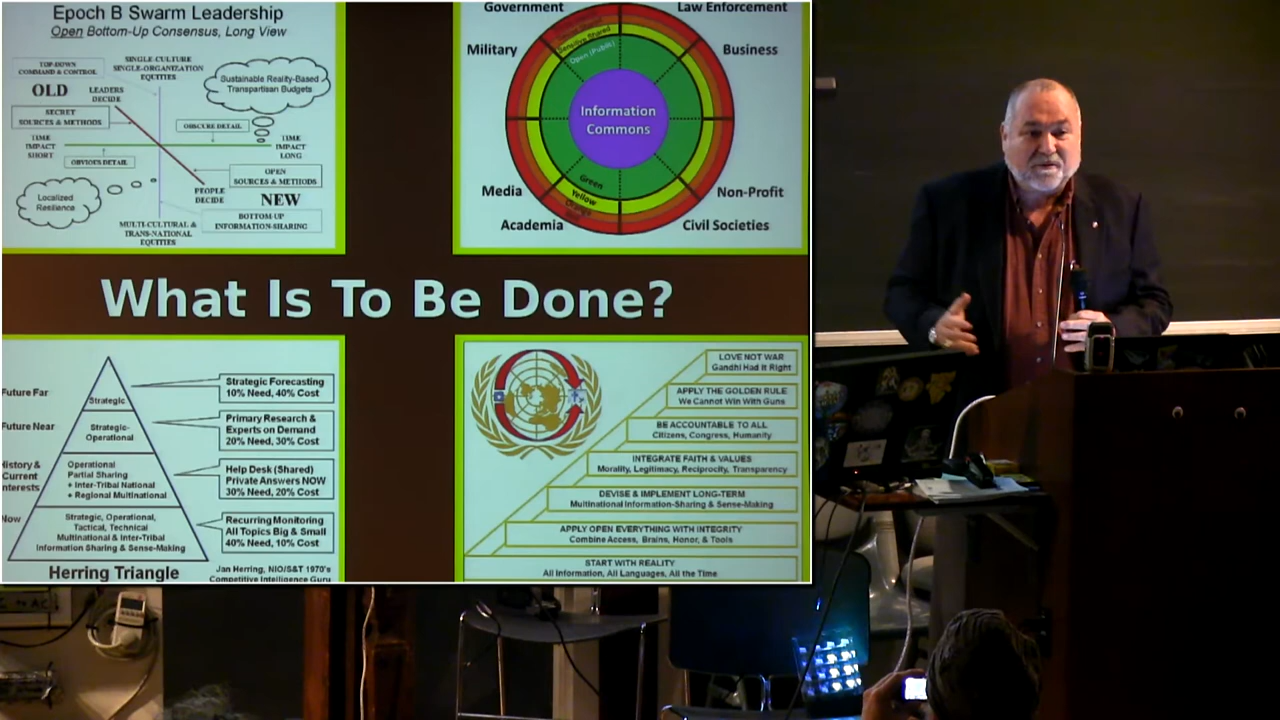 Epoch B Swarm Leadership
Open Bottom-Up Consensus, Long View
TOP-DOWN
COMMAND & CONTROL
SINGLE-CULTURE
SINGLE-ORGANIZATION
EQUITIES
Sustainable Reality-Based
Transpartisan Budgets
OLD
LEADERS
DECIDE
SECRET
SOURCES & METHODS
OBSCURE DETAIL
TIME
IMPACT
SHORT
TIME
IMPACT
LONG
OBVIOUS DETAIL
OPEN
SOURCES & METHODS
Localized
Resilience
PEOPLE
DECIDE
NEW
BOTTOM-UP
INFORMATION-SHARING
MULTI-CULTURAL &
TRANS-NATIONAL
EQUITIES
Government
Law Enforcement
Military
Business
Sensitive Shared
Open (Public)
Information
Commons
Green
Yellow
Orange
Media
Non-Profit
Academia
Civil Societies
What Is To Be Done?
Future Far
Strategic
Strategic Forecasting
10% Need, 40% Cost
Future Near
Strategic-
Operational
Primary Research &
Experts on Demand
20% Need, 30% Cost
History &
Current
Interests
Operational
Partial Sharing
+ Inter-Tribal National
+ Regional Multinational
Help Desk (Shared)
Private Answers NOW
30% Need, 20% Cost
Now
Strategic, Operational,
Tactical, Technical
Multinational & Inter-Tribal
Information Sharing & Sense-Making
Recurring Monitoring
All Topics Big & Small
40% Need, 10% Cost
Herring Triangle
Jan Herring, NIO/S&T 1970's
Competitive Intelligence Guru
LOVE NOT WAR
Gandhi Had It Right
APPLY THE GOLDEN RULE
We Cannot Win With Guns
BE ACCOUNTABLE TO ALL
Citizens, Congress, Humanity
INTEGRATE FAITH & VALUES
Morality, Legitimacy, Reciprocity, Transparency
DEVISE & IMPLEMENT LONG-TERM
Multinational Information-Sharing & Sense-Making
APPLY OPEN EVERYTHING WITH INTEGRITY
Combine Access, Brains, Honor, & Tools
START WITH REALITY
All Information, All Languages, All the Time